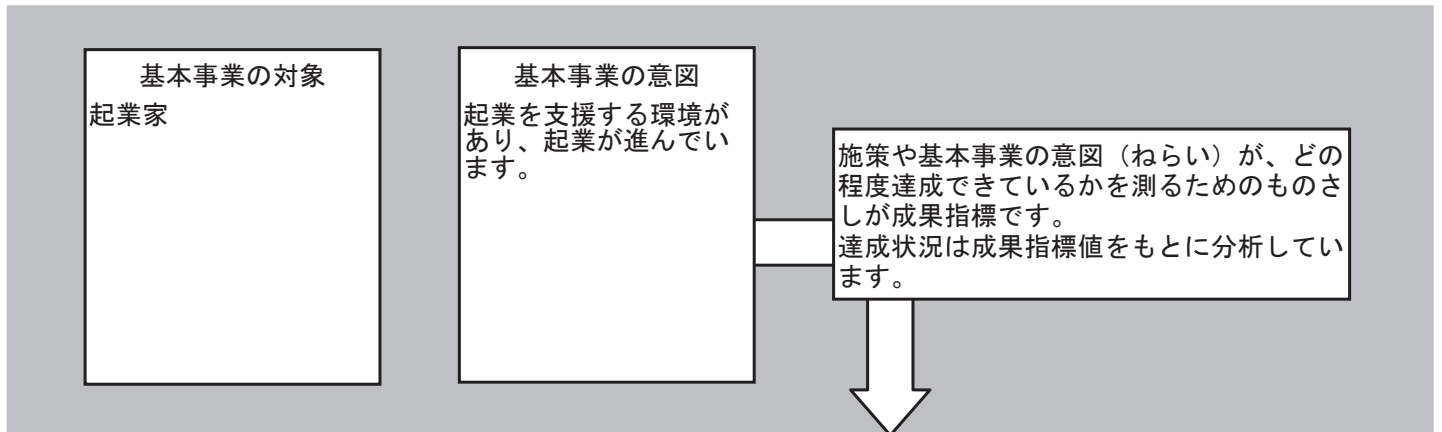 基本事業の対象
起業家
基本事業の意図
起業を支援する環境が
あり、起業が進んでい
ます。
施策や基本事業の意図（ねらい）が、どの
程度達成できているかを測るためのものさ
しが成果指標です。
達成状況は成果指標値をもとに分析してい
ます。